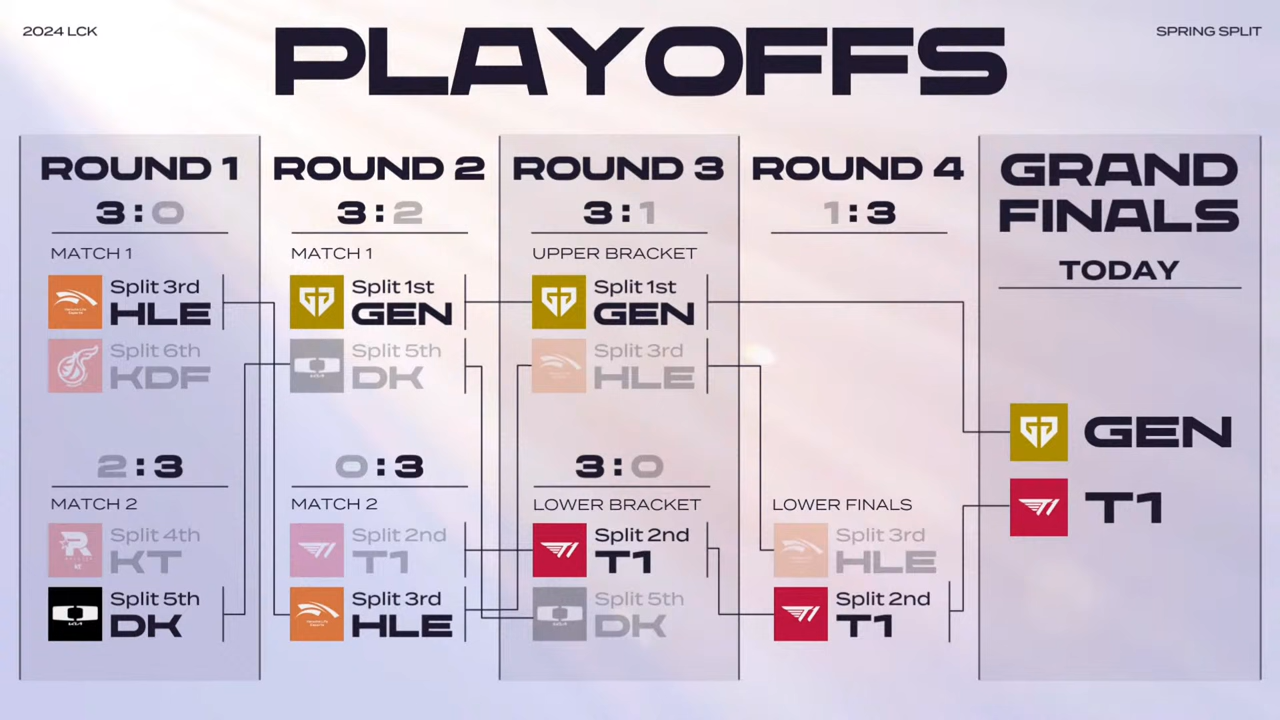 2024 LCK
PLAYOFFS
SPRING SPLIT
ROUND 1
3:0
MATCH 1
Split 3rd
HLE
Split 6th
KDF
2:3
MATCH 2
Split 4th
KT
Split 5th
DK
ROUND 2
3:2
MATCH 1
Split 1st
GEN
Split 5th
DK
0:3
MATCH 2
Split 2nd
T1
Split 3rd
HLE
ROUND 3
3:1
UPPER BRACKET
Split 1st
GEN
Split 3rd
HLE
3:0
LOWER BRACKET
Split 2nd
T1
Split 5th
DK
ROUND 4
1:3
LOWER FINALS
Split 3rd
HLE
Split 2nd
T1
GRAND
FINALS
TODAY
GEN
T1